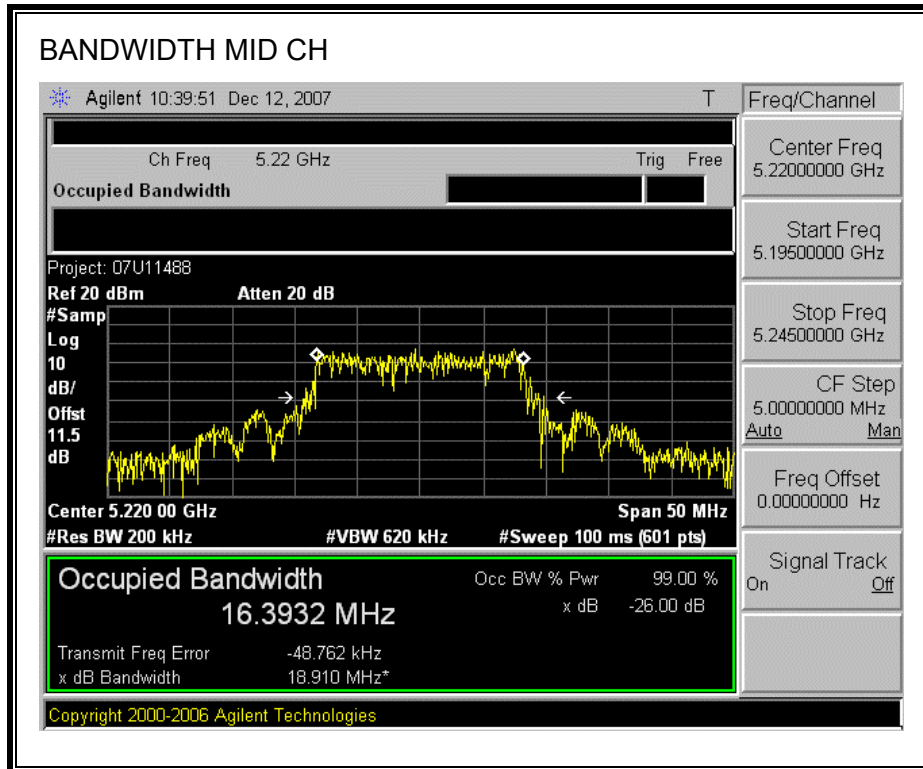 BANDWIDTH MID CH
Agilent 10:39:51 Dec 12, 2007 T
Freq/Channel
Ch Freq 5.22 GHz Trig Free
Occupied Bandwidth
Center Freq
5.22000000 GHz
Start Freq
5.19500000 GHz
Stop Freq
5.24500000 GHz
CF Step
5.00000000 MHz
Auto Man
Freq Offset
0.00000000 Hz
Signal Track
On Off
Project: 07U11488
Ref 20 dBm Atten 20 dB
#Samp
Log
10
dB/
Offst
11.5
dB
Center 5.220 00 GHz Span 50 MHz
#Res BW 200 kHz #VBW 620 kHz #Sweep 100 ms (601 pts)
Occupied Bandwidth Occ BW % Pwr 99.00 %
16.3932 MHz x dB -26.00 dB
Transmit Freq Error -48.762 kHz
x dB Bandwidth 18.910 MHz*
Copyright 2000-2006 Agilent Technologies